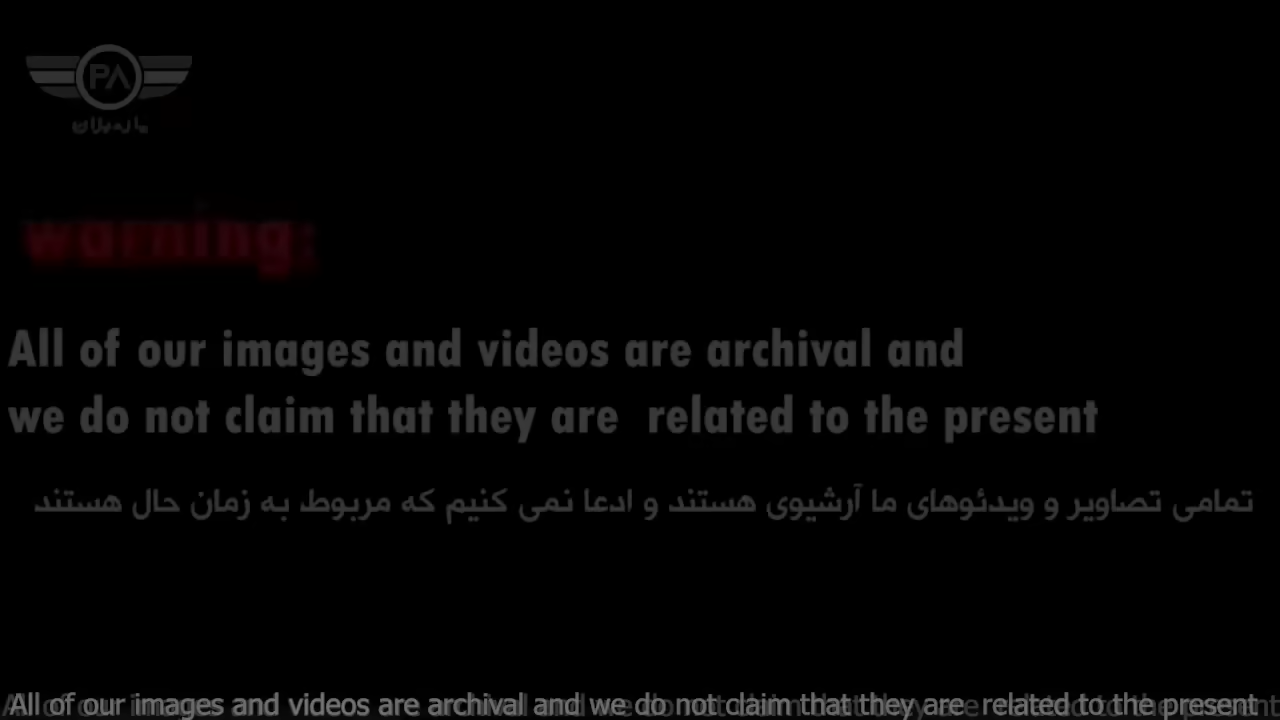 PA
warning:
All of our images and videos are archival and
we do not claim that they are related to the present
تمامی تصاویر و ویدئوهای ما آرشیوی هستند و ادعا نمی کنیم که مربوط به زمان حال هستند
All of our images and videos are archival and we do not claim that they are related to the present